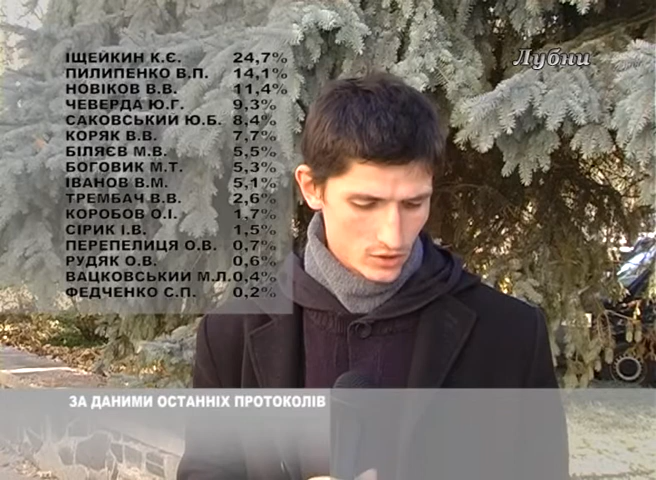 Лубни
ІЩЕЙКИН К.Є. 24,7%
ПИЛИПЕНКО В.П. 14,1%
НОВІКОВ В.В. 11,4%
ЧЕВЕРДА Ю.Г. 9,3%
САКОВСЬКИЙ Ю.Б. 8,4%
КОРЯК В.В. 7,7%
БІЛЯЄВ М.В. 5,5%
БОГОВИК М.Т. 5,3%
ІВАНОВ В.М. 5,1%
ТРЕМБАЧ В.В. 2,6%
КОРОБОВ О.І. 1,7%
СІРИК І.В. 1,5%
ПЕРЕПЕЛИЦЯ О.В. 0,7%
РУДЯК О.В. 0,6%
ВАЦКОВСЬКИЙ М.Л. 0,4%
ФЕДЧЕНКО С.П. 0,2%
ЗА ДАНИМИ ОСТАННІХ ПРОТОКОЛІВ